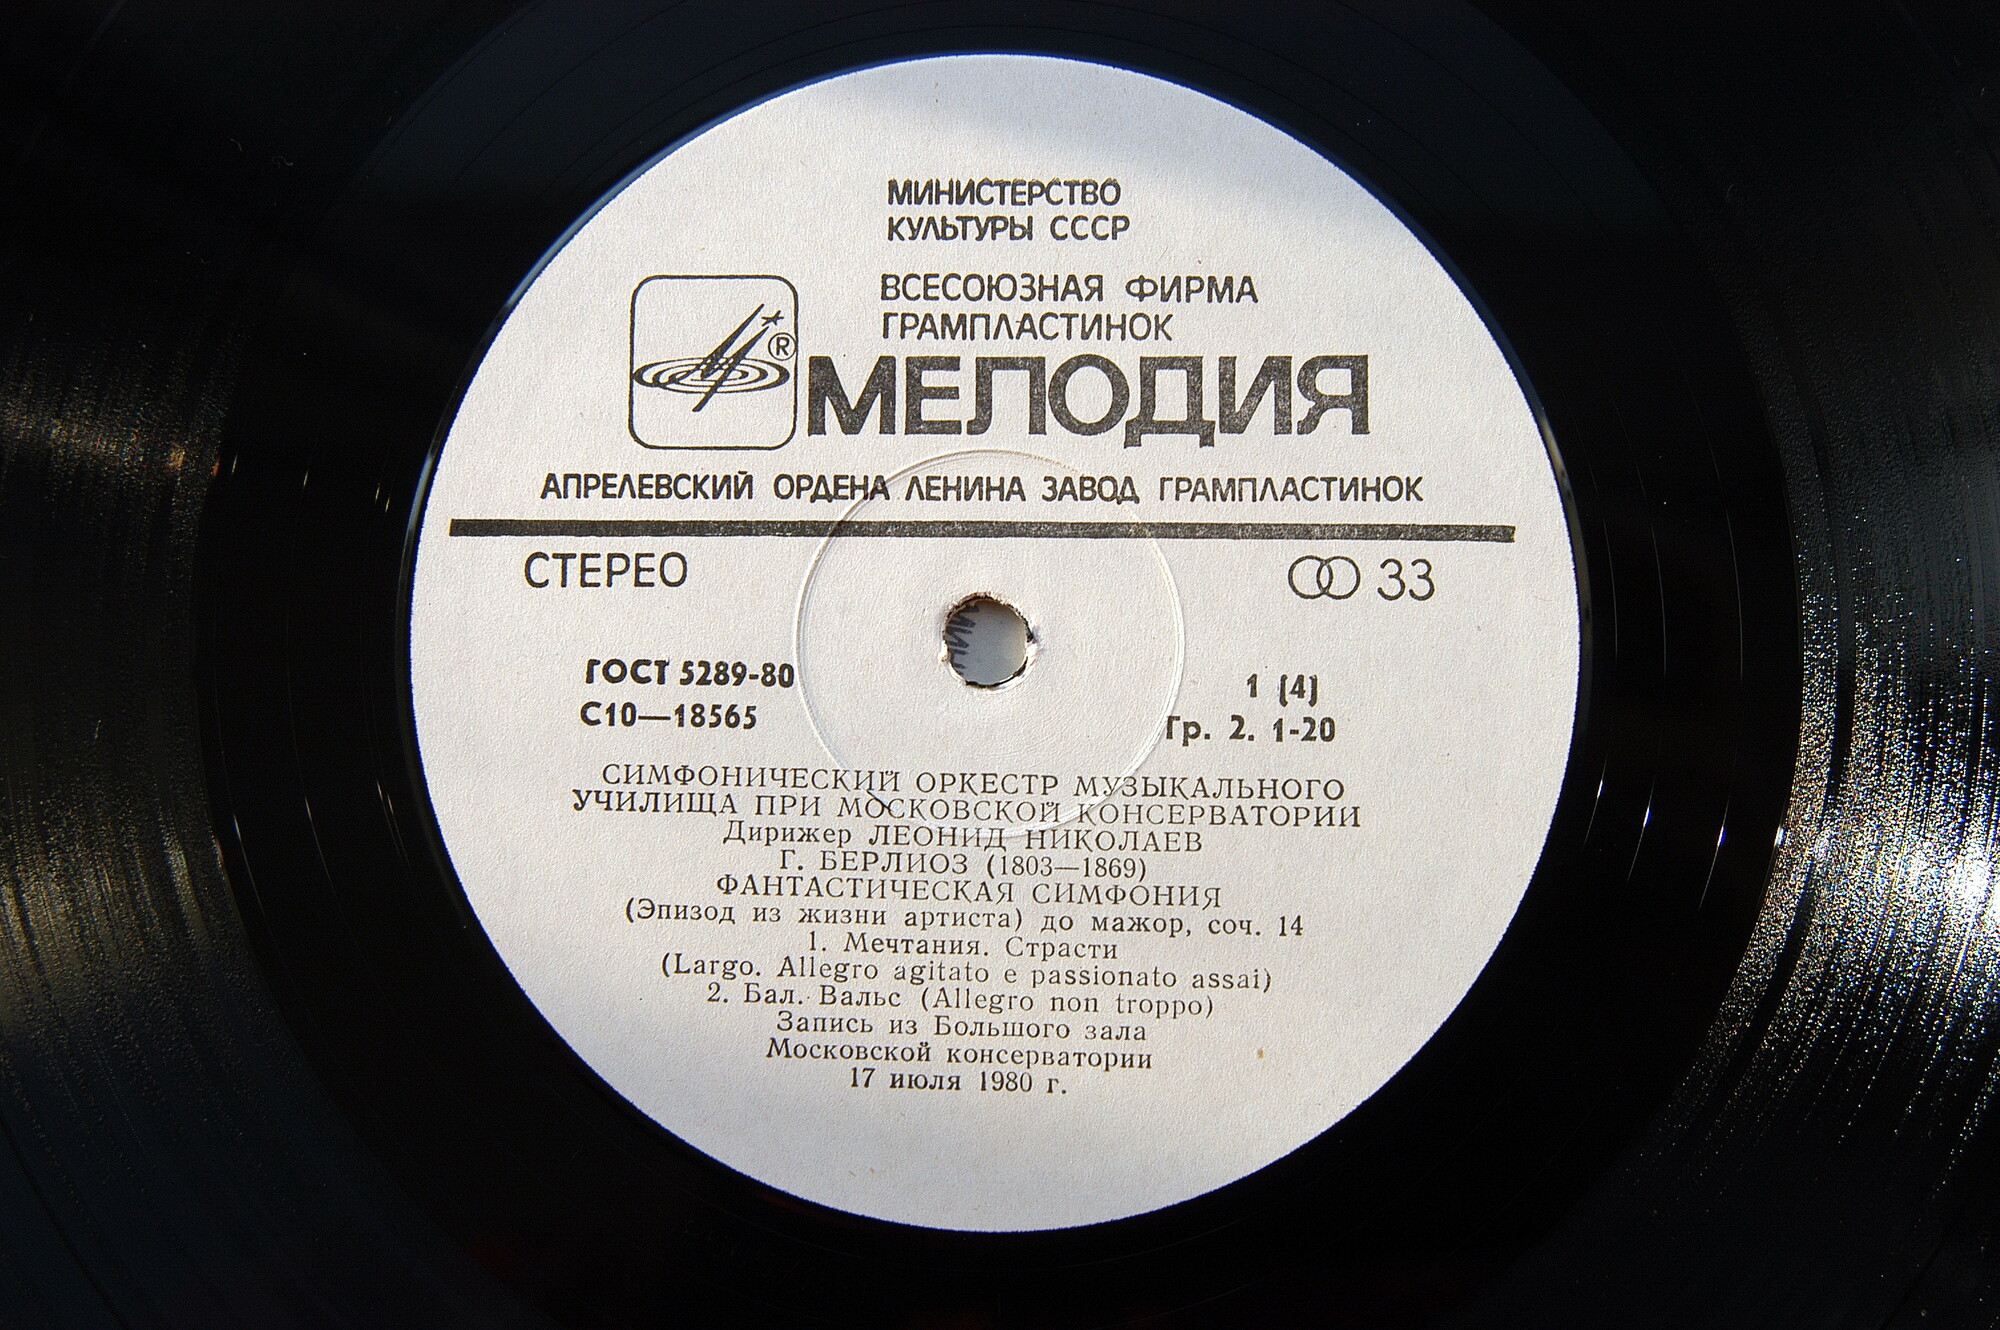 МИНИСТЕРСТВО
КУЛЬТУРЫ СССР
ВСЕСОЮЗНАЯ ФИРМА
ГРАМПЛАСТИНОК
®
МЕЛОДИЯ
АПРЕЛЕВСКИЙ ОРДЕНА ЛЕНИНА ЗАВОД ГРАМПЛАСТИНОК
СТЕРЕО
33
ГОСТ 5289-80
1 (4)
С10—18565
Гр. 2. 1-20
СИМФОНИЧЕСКИЙ ОРКЕСТР МУЗЫКАЛЬНОГО
УЧИЛИЩА ПРИ МОСКОВСКОЙ КОНСЕРВАТОРИИ
Дирижер ЛЕОНИД НИКОЛАЕВ
Г. БЕРЛИОЗ (1803—1869)
ФАНТАСТИЧЕСКАЯ СИМФОНИЯ
(Эпизод из жизни артиста) до мажор, соч. 14
1. Мечтания. Страсти
(Largo. Allegro agitato e passionato assai)
2. Бал. Вальс (Allegro non troppo)
Запись из Большого зала
Московской консерватории
17 июля 1980 г.